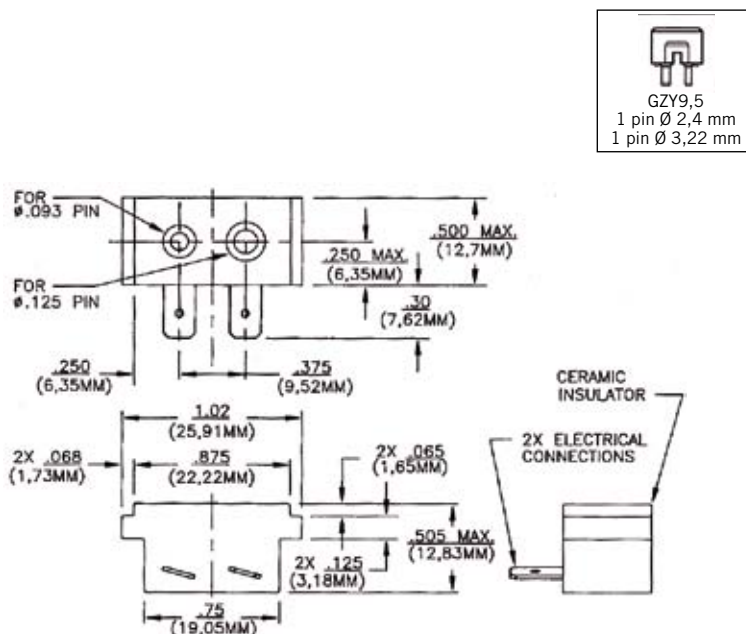 GZY9,5
1 pin Ø 2,4 mm
1 pin Ø 3,22 mm
FOR
ø.093 PIN
FOR
ø.125 PIN
.500 MAX.
(12,7MM)
.250 MAX.
(6,35MM)
.30
(7,62MM)
.250
(6,35MM)
.375
(9,52MM)
1.02
(25,91MM)
2X .068
(1,73MM)
.875
(22,22MM)
2X .065
(1,65MM)
.505 MAX.
(12,83MM)
2X .125
(3,18MM)
.75
(19,05MM)
CERAMIC
INSULATOR
2X ELECTRICAL
CONNECTIONS